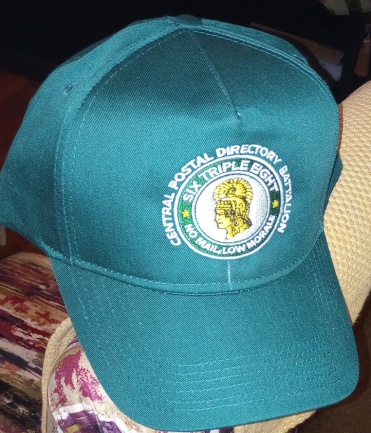 CENTRAL POSTAL DIRECTORY BATTALION
SIX TRIPLE EIGHT
NO MAIL, LOW MORALE